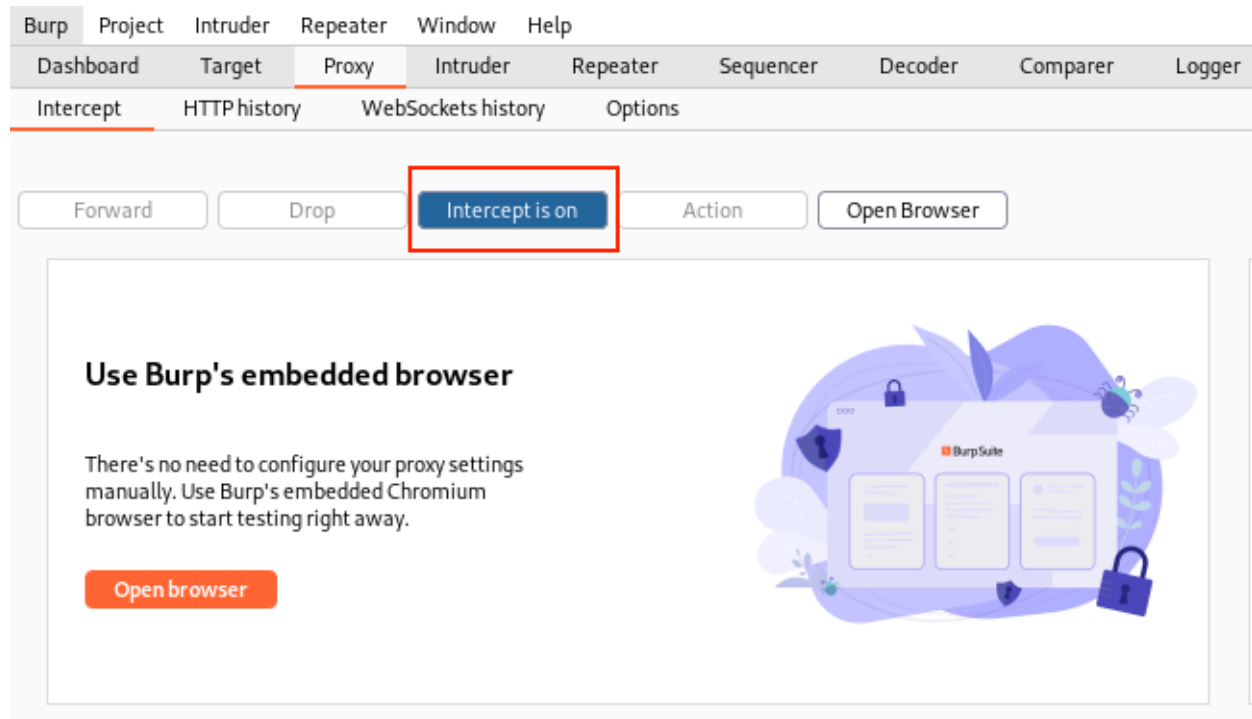 Burp Project Intruder Repeater Window Help
Dashboard Target Proxy Intruder Repeater Sequencer Decoder Comparer Logger
Intercept HTTP history WebSockets history Options
Forward Drop Intercept is on Action Open Browser
Use Burp's embedded browser
There's no need to configure your proxy settings
manually. Use Burp's embedded Chromium
browser to start testing right away.
Open browser
BurpSuite